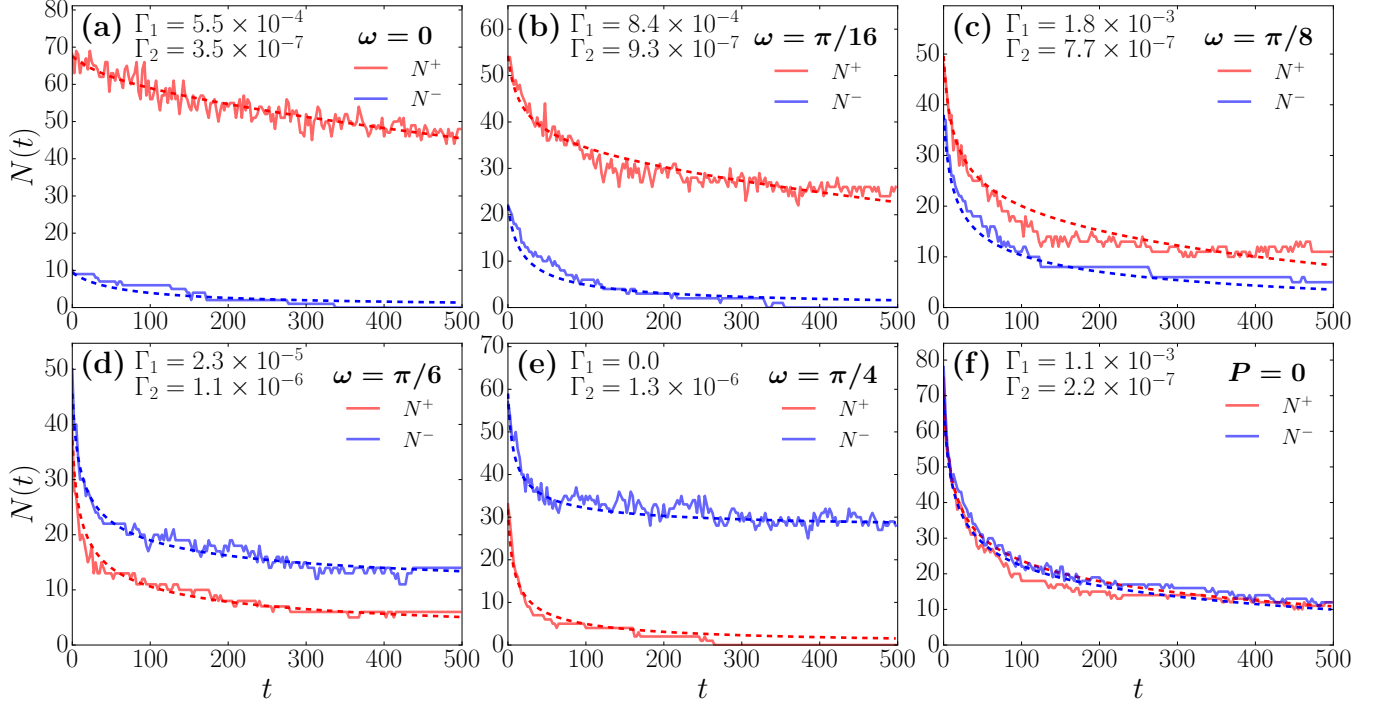 (a) Γ₁ = 5.5 × 10⁻⁴
Γ₂ = 3.5 × 10⁻⁷
ω = 0
N⁺
N⁻
N(t)
80
70
60
50
40
30
20
10
0
0 100 200 300 400 500
t
(b) Γ₁ = 8.4 × 10⁻⁴
Γ₂ = 9.3 × 10⁻⁷
ω = π/16
N⁺
N⁻
60
50
40
30
20
10
0
0 100 200 300 400 500
(c) Γ₁ = 1.8 × 10⁻³
Γ₂ = 7.7 × 10⁻⁷
ω = π/8
N⁺
N⁻
50
40
30
20
10
0
0 100 200 300 400 500
(d) Γ₁ = 2.3 × 10⁻⁵
Γ₂ = 1.1 × 10⁻⁶
ω = π/6
N⁺
N⁻
N(t)
50
40
30
20
10
0
0 100 200 300 400 500
t
(e) Γ₁ = 0.0
Γ₂ = 1.3 × 10⁻⁶
ω = π/4
N⁺
N⁻
70
60
50
40
30
20
10
0
0 100 200 300 400 500
t
(f) Γ₁ = 1.1 × 10⁻³
Γ₂ = 2.2 × 10⁻⁷
P = 0
N⁺
N⁻
80
70
60
50
40
30
20
10
0
0 100 200 300 400 500
t